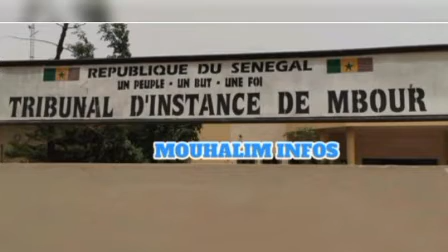 REPUBLIQUE DU SENEGAL
UN PEUPLE - UN BUT - UNE FOI
TRIBUNAL D'INSTANCE DE MBOUR
MOUHALIM INFOS